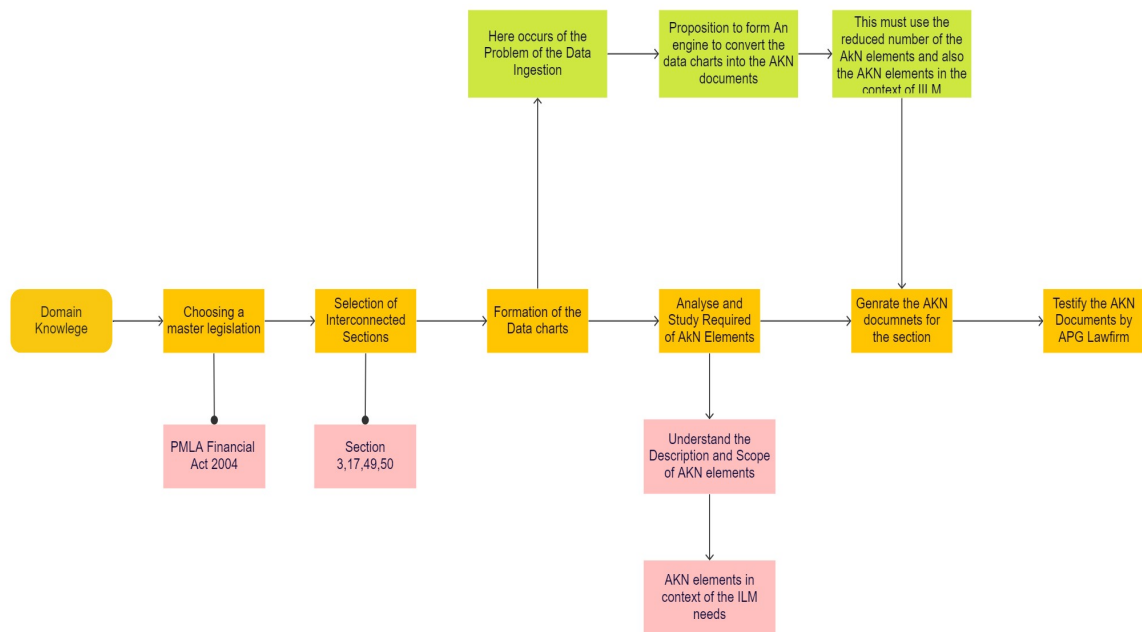 Here occurs of the
Problem of the Data
Ingestion
Proposition to form An
engine to convert the
data charts into the AKN
documents
This must use the
reduced number of the
AkN elements and also
the AKN elements in the
context of IILM
Domain
Knowlege
Choosing a
master legislation
Selection of
Interconnected
Sections
Formation of the
Data charts
Analyse and
Study Required
of AkN Elements
Genrate the AKN
documnets for
the section
Testify the AKN
Documents by
APG Lawfirm
PMLA Financial
Act 2004
Section
3,17,49,50
Understand the
Description and Scope
of AKN elements
AKN elements in
context of the ILM
needs